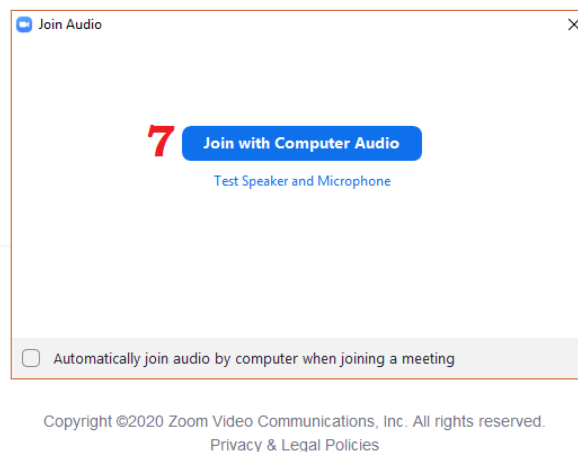 Join Audio
7 Join with Computer Audio
Test Speaker and Microphone
Automatically join audio by computer when joining a meeting
Copyright ©2020 Zoom Video Communications, Inc. All rights reserved.
Privacy & Legal Policies